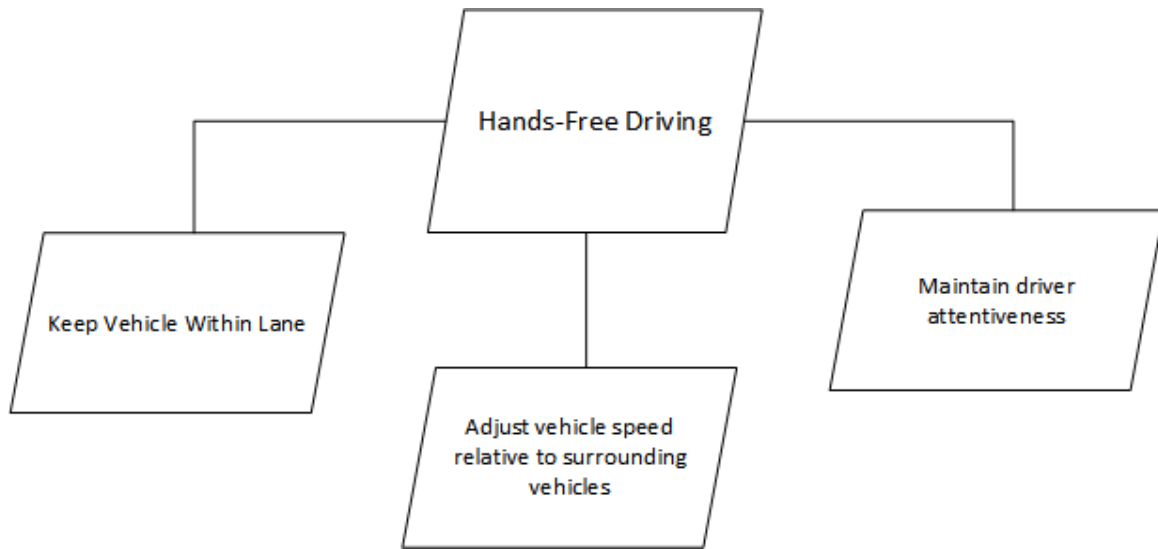 Hands-Free Driving
Keep Vehicle Within Lane
Maintain driver
attentiveness
Adjust vehicle speed
relative to surrounding
vehicles